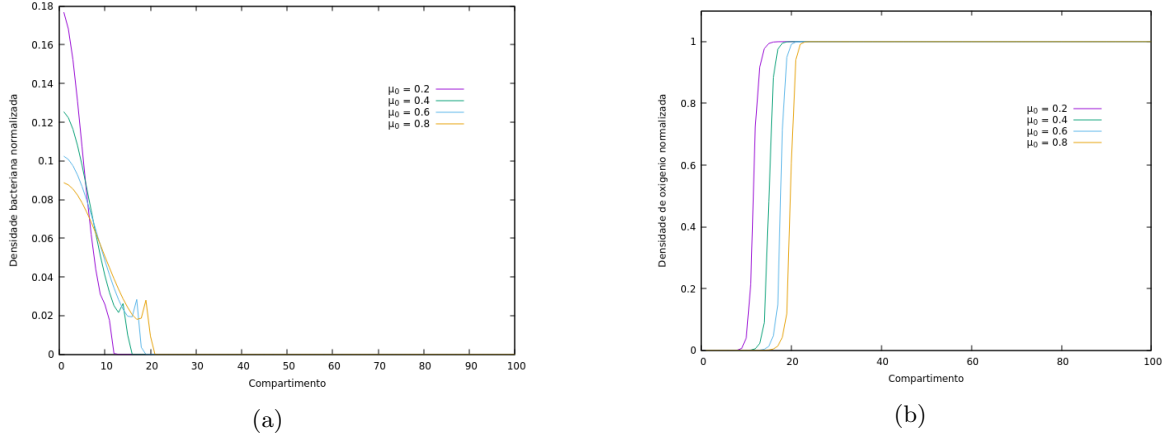 Densidade bacteriana normalizada
0.18
0.16
0.14
0.12
0.1
0.08
0.06
0.04
0.02
0
0 10 20 30 40 50 60 70 80 90 100
Compartimento
μ0 = 0.2
μ0 = 0.4
μ0 = 0.6
μ0 = 0.8
(a)
Densidade de oxigenio normalizada
1
0.8
0.6
0.4
0.2
0
0 20 40 60 80 100
Compartimento
μ0 = 0.2
μ0 = 0.4
μ0 = 0.6
μ0 = 0.8
(b)